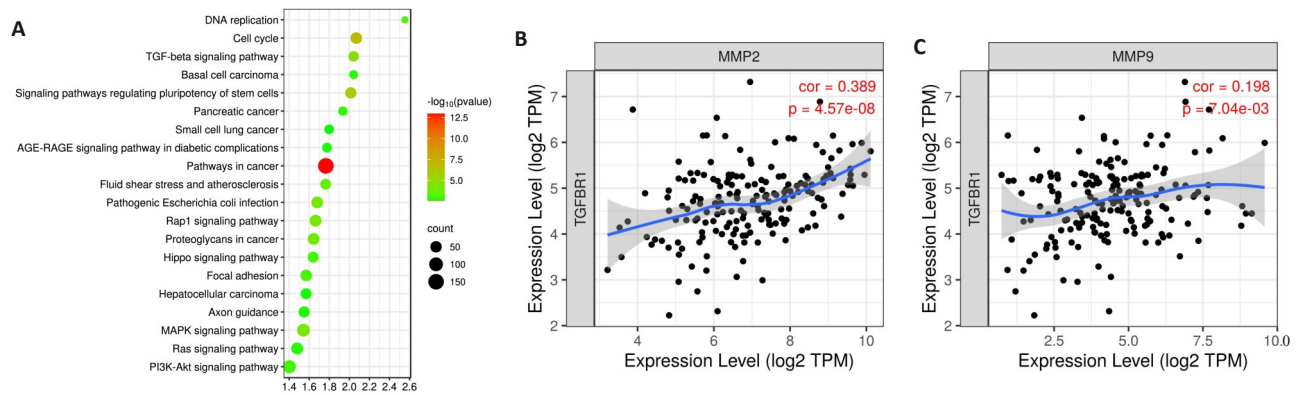 A
DNA replication
Cell cycle
TGF-beta signaling pathway
Basal cell carcinoma
Signaling pathways regulating pluripotency of stem cells
Pancreatic cancer
Small cell lung cancer
AGE-RAGE signaling pathway in diabetic complications
Pathways in cancer
Fluid shear stress and atherosclerosis
Pathogenic Escherichia coli infection
Rap1 signaling pathway
Proteoglycans in cancer
Hippo signaling pathway
Focal adhesion
Hepatocellular carcinoma
Axon guidance
MAPK signaling pathway
Ras signaling pathway
PI3K-Akt signaling pathway
1.4 1.6 1.8 2.0 2.2 2.4 2.6
-log10(pvalue)
12.5
10.0
7.5
5.0
count
50
100
150
B
MMP2
cor = 0.389
p = 4.57e-08
TGFBR1
Expression Level (log2 TPM)
7
6
5
4
3
2
4 6 8 10
Expression Level (log2 TPM)
C
MMP9
cor = 0.198
p = 7.04e-03
TGFBR1
Expression Level (log2 TPM)
7
6
5
4
3
2
2.5 5.0 7.5 10.0
Expression Level (log2 TPM)